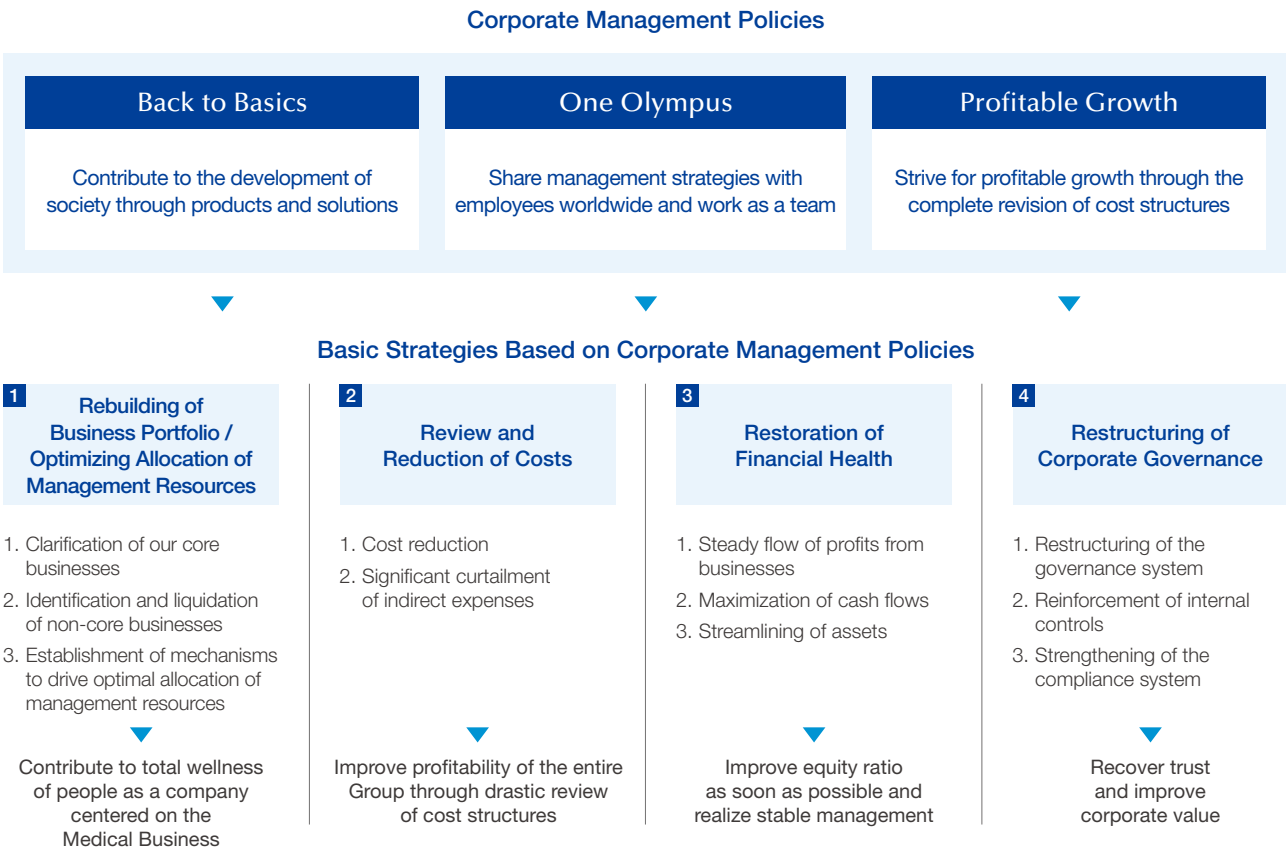 Corporate Management Policies
Back to Basics
Contribute to the development of
society through products and solutions
One Olympus
Share management strategies with
employees worldwide and work as a team
Profitable Growth
Strive for profitable growth through the
complete revision of cost structures
Basic Strategies Based on Corporate Management Policies
1
Rebuilding of
Business Portfolio /
Optimizing Allocation of
Management Resources
1. Clarification of our core
businesses
2. Identification and liquidation
of non-core businesses
3. Establishment of mechanisms
to drive optimal allocation of
management resources
Contribute to total wellness
of people as a company
centered on the
Medical Business
2
Review and
Reduction of Costs
1. Cost reduction
2. Significant curtailment
of indirect expenses
Improve profitability of the entire
Group through drastic review
of cost structures
3
Restoration of
Financial Health
1. Steady flow of profits from
businesses
2. Maximization of cash flows
3. Streamlining of assets
Improve equity ratio
as soon as possible and
realize stable management
4
Restructuring of
Corporate Governance
1. Restructuring of the
governance system
2. Reinforcement of internal
controls
3. Strengthening of the
compliance system
Recover trust
and improve
corporate value